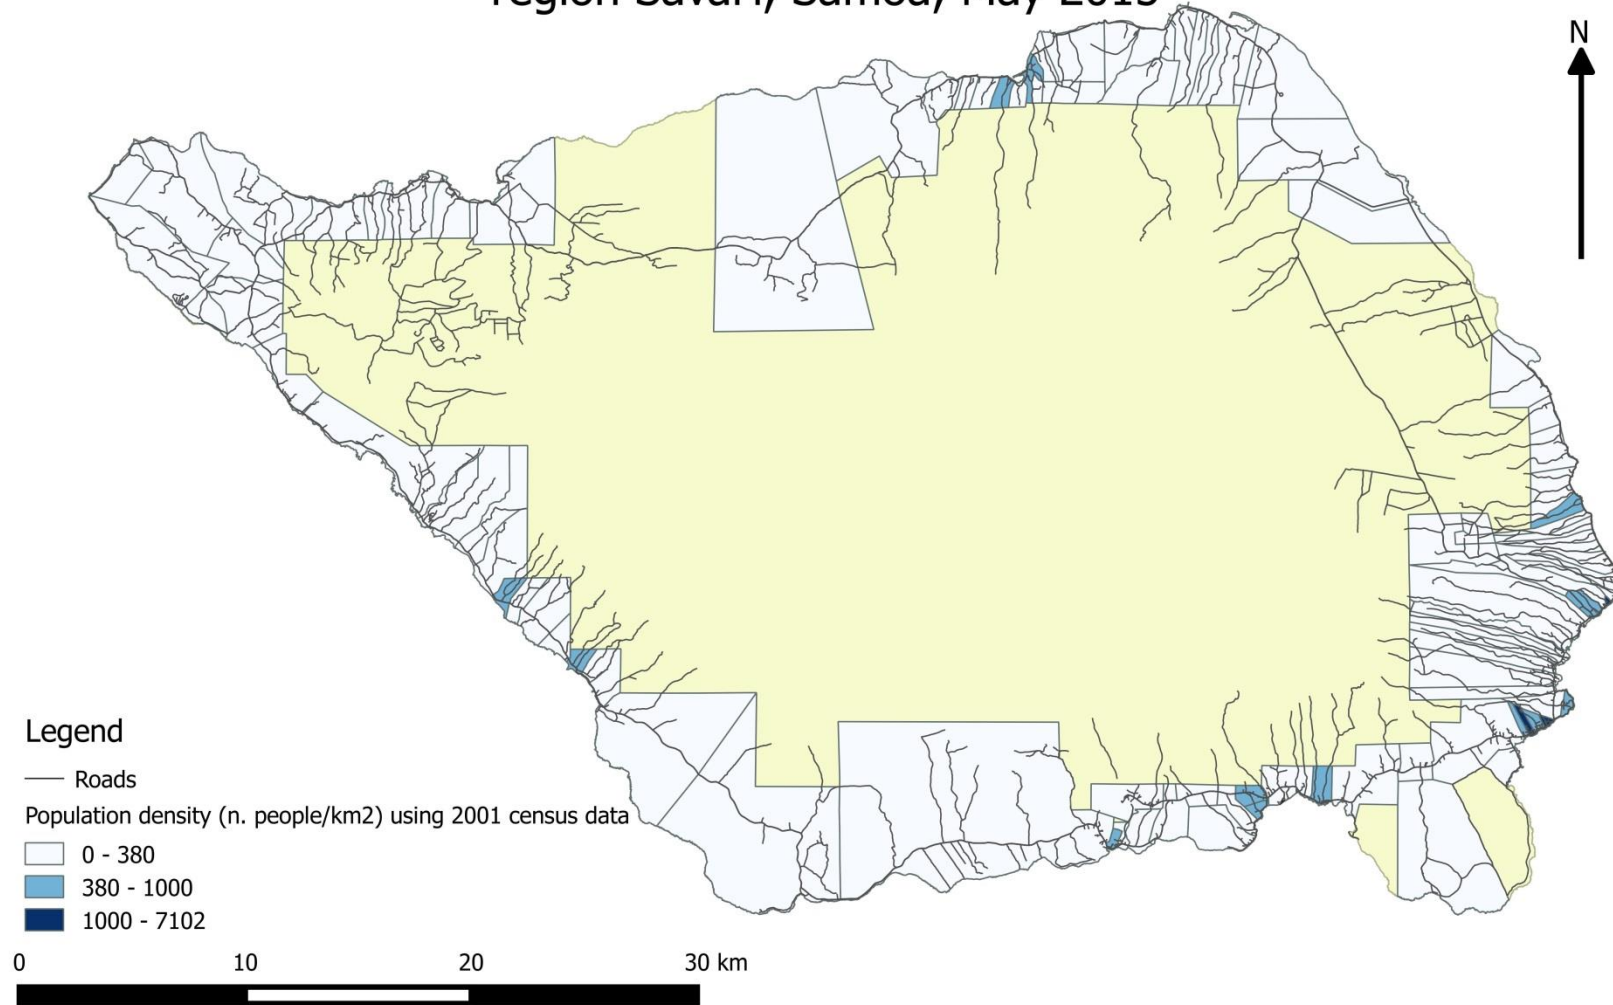 region Savai'i, Samoa, May 2015
N
Legend
Roads
Population density (n. people/km2) using 2001 census data
0 - 380
380 - 1000
1000 - 7102
0 10 20 30 km